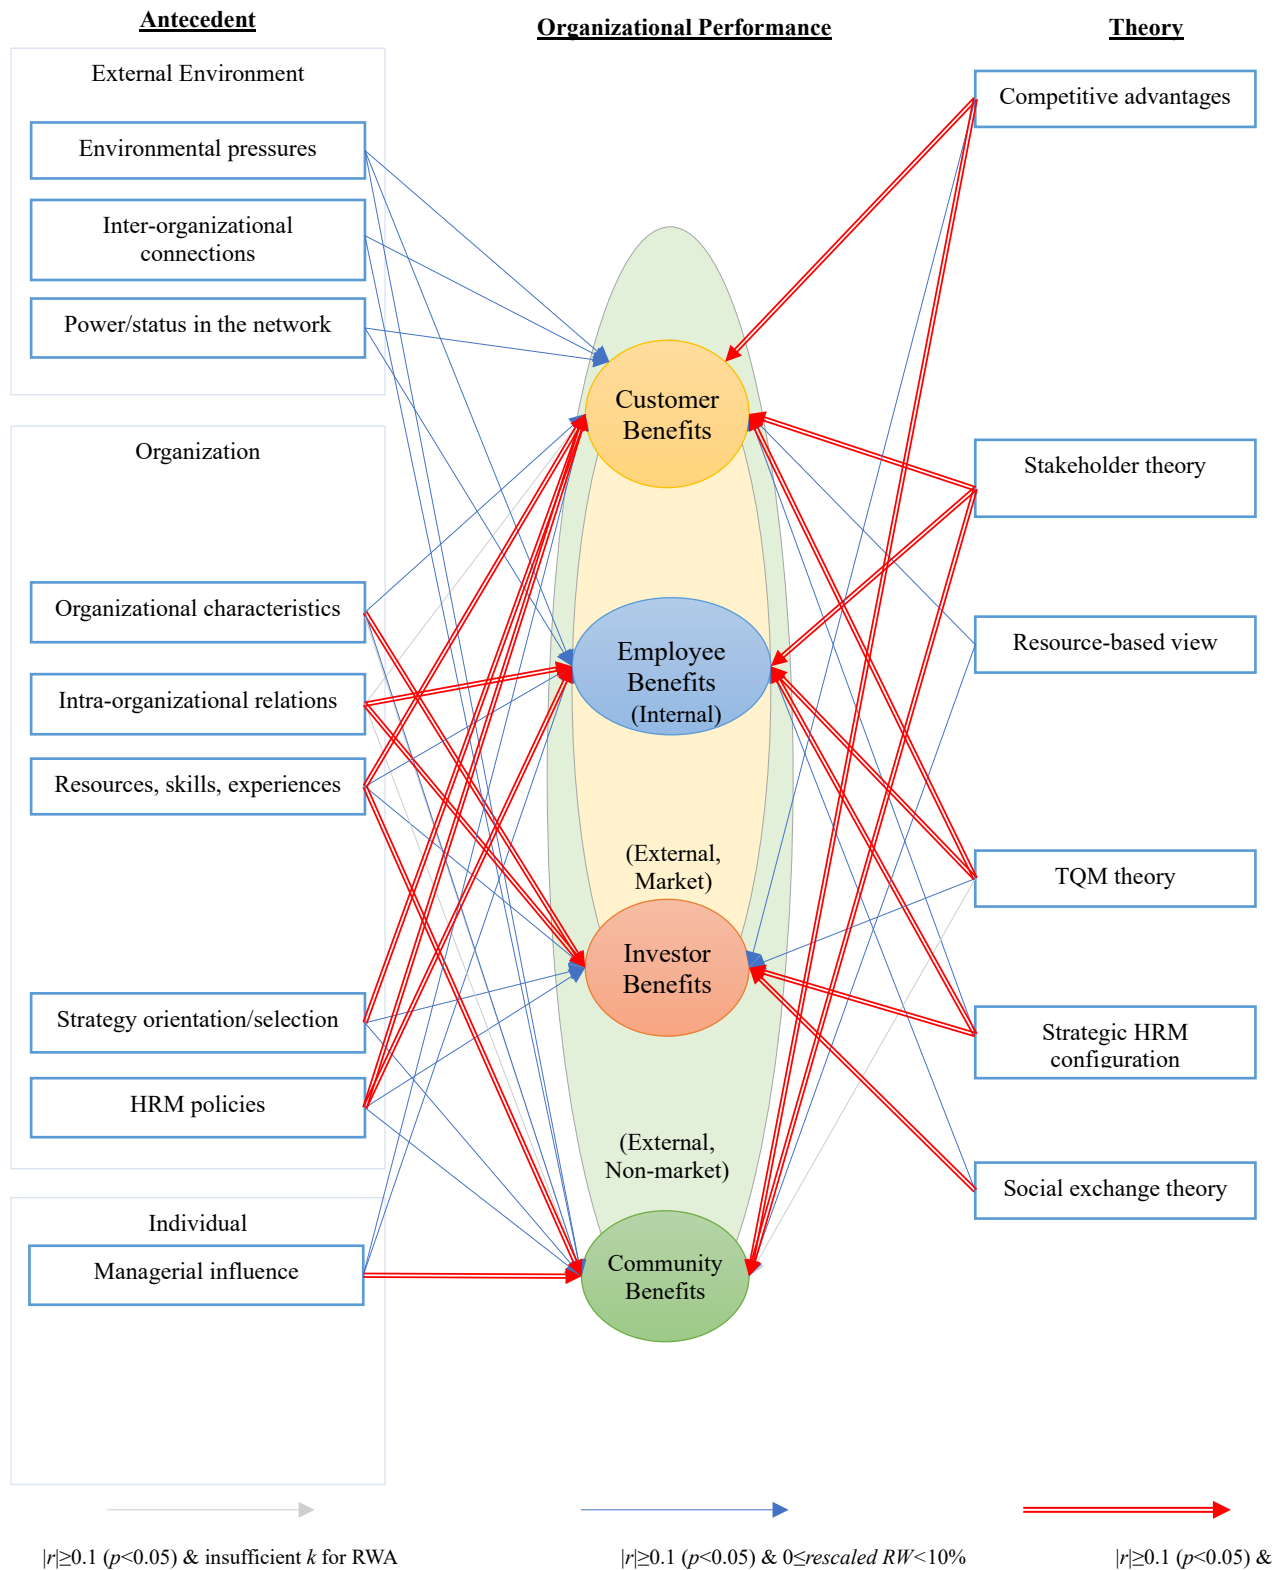 Antecedent
Organizational Performance
Theory
External Environment
Environmental pressures
Inter-organizational
connections
Power/status in the network
Organization
Organizational characteristics
Intra-organizational relations
Resources, skills, experiences
Strategy orientation/selection
HRM policies
Individual
Managerial influence
Customer
Benefits
Employee
Benefits
(Internal)
(External,
Market)
Investor
Benefits
(External,
Non-market)
Community
Benefits
Competitive advantages
Stakeholder theory
Resource-based view
TQM theory
Strategic HRM
configuration
Social exchange theory
|r|≥0.1 (p<0.05) & insufficient k for RWA
|r|≥0.1 (p<0.05) & 0≤rescaled RW<10%
|r|≥0.1 (p<0.05) &